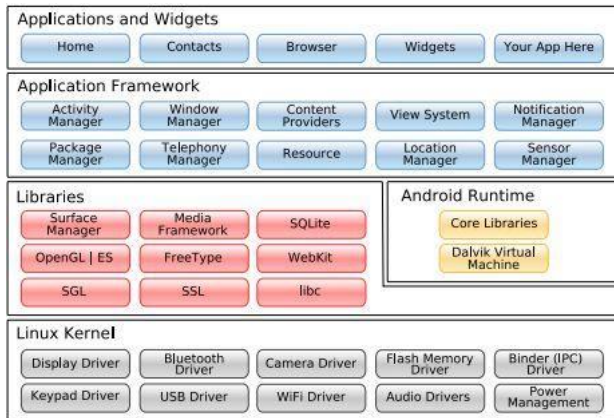 Applications and Widgets
Home
Contacts
Browser
Widgets
Your App Here
Application Framework
Activity
Manager
Window
Manager
Content
Providers
View System
Notification
Manager
Package
Manager
Telephony
Manager
Resource
Location
Manager
Sensor
Manager
Libraries
Surface
Manager
Media
Framework
SQLite
OpenGL | ES
FreeType
WebKit
SGL
SSL
libc
Android Runtime
Core Libraries
Dalvik Virtual
Machine
Linux Kernel
Display Driver
Bluetooth
Driver
Camera Driver
Flash Memory
Driver
Binder (IPC)
Driver
Keypad Driver
USB Driver
WiFi Driver
Audio Drivers
Power
Management